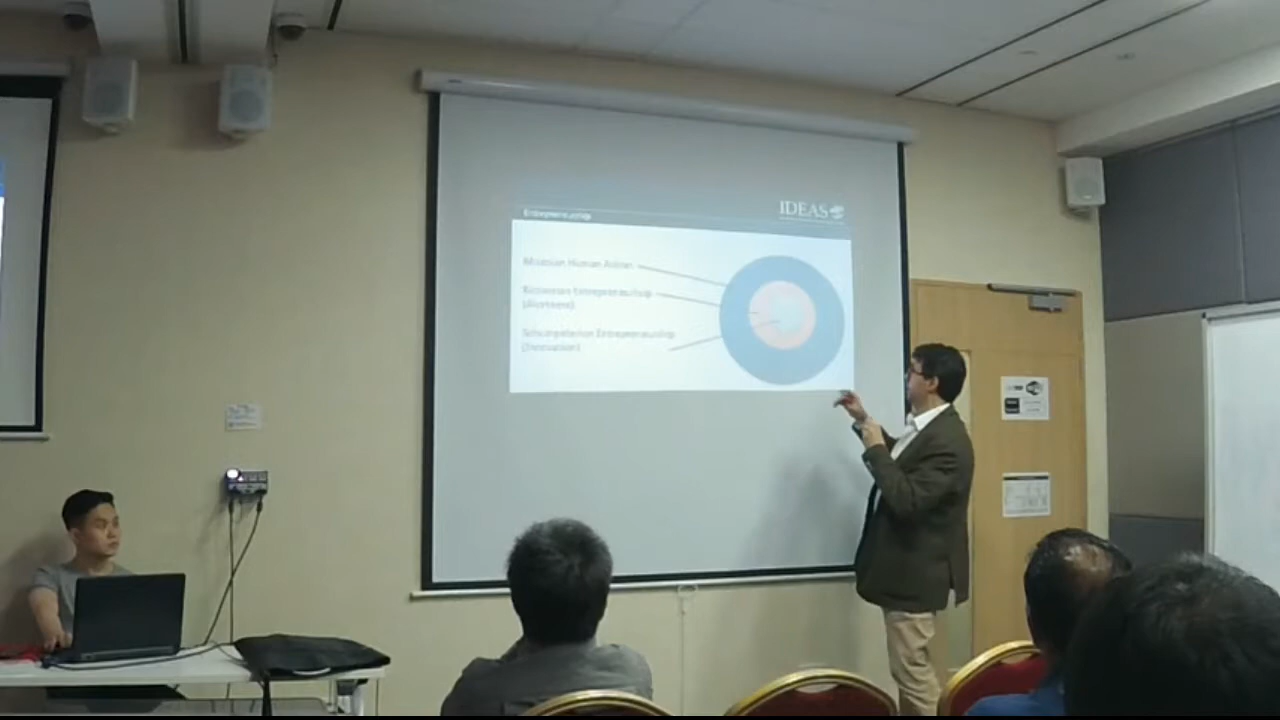 IDEAS
Entrepreneurship
Misesian Human Action
Kirznerian Entrepreneurship
(Alertness)
Schumpeterian Entrepreneurship
(Innovation)